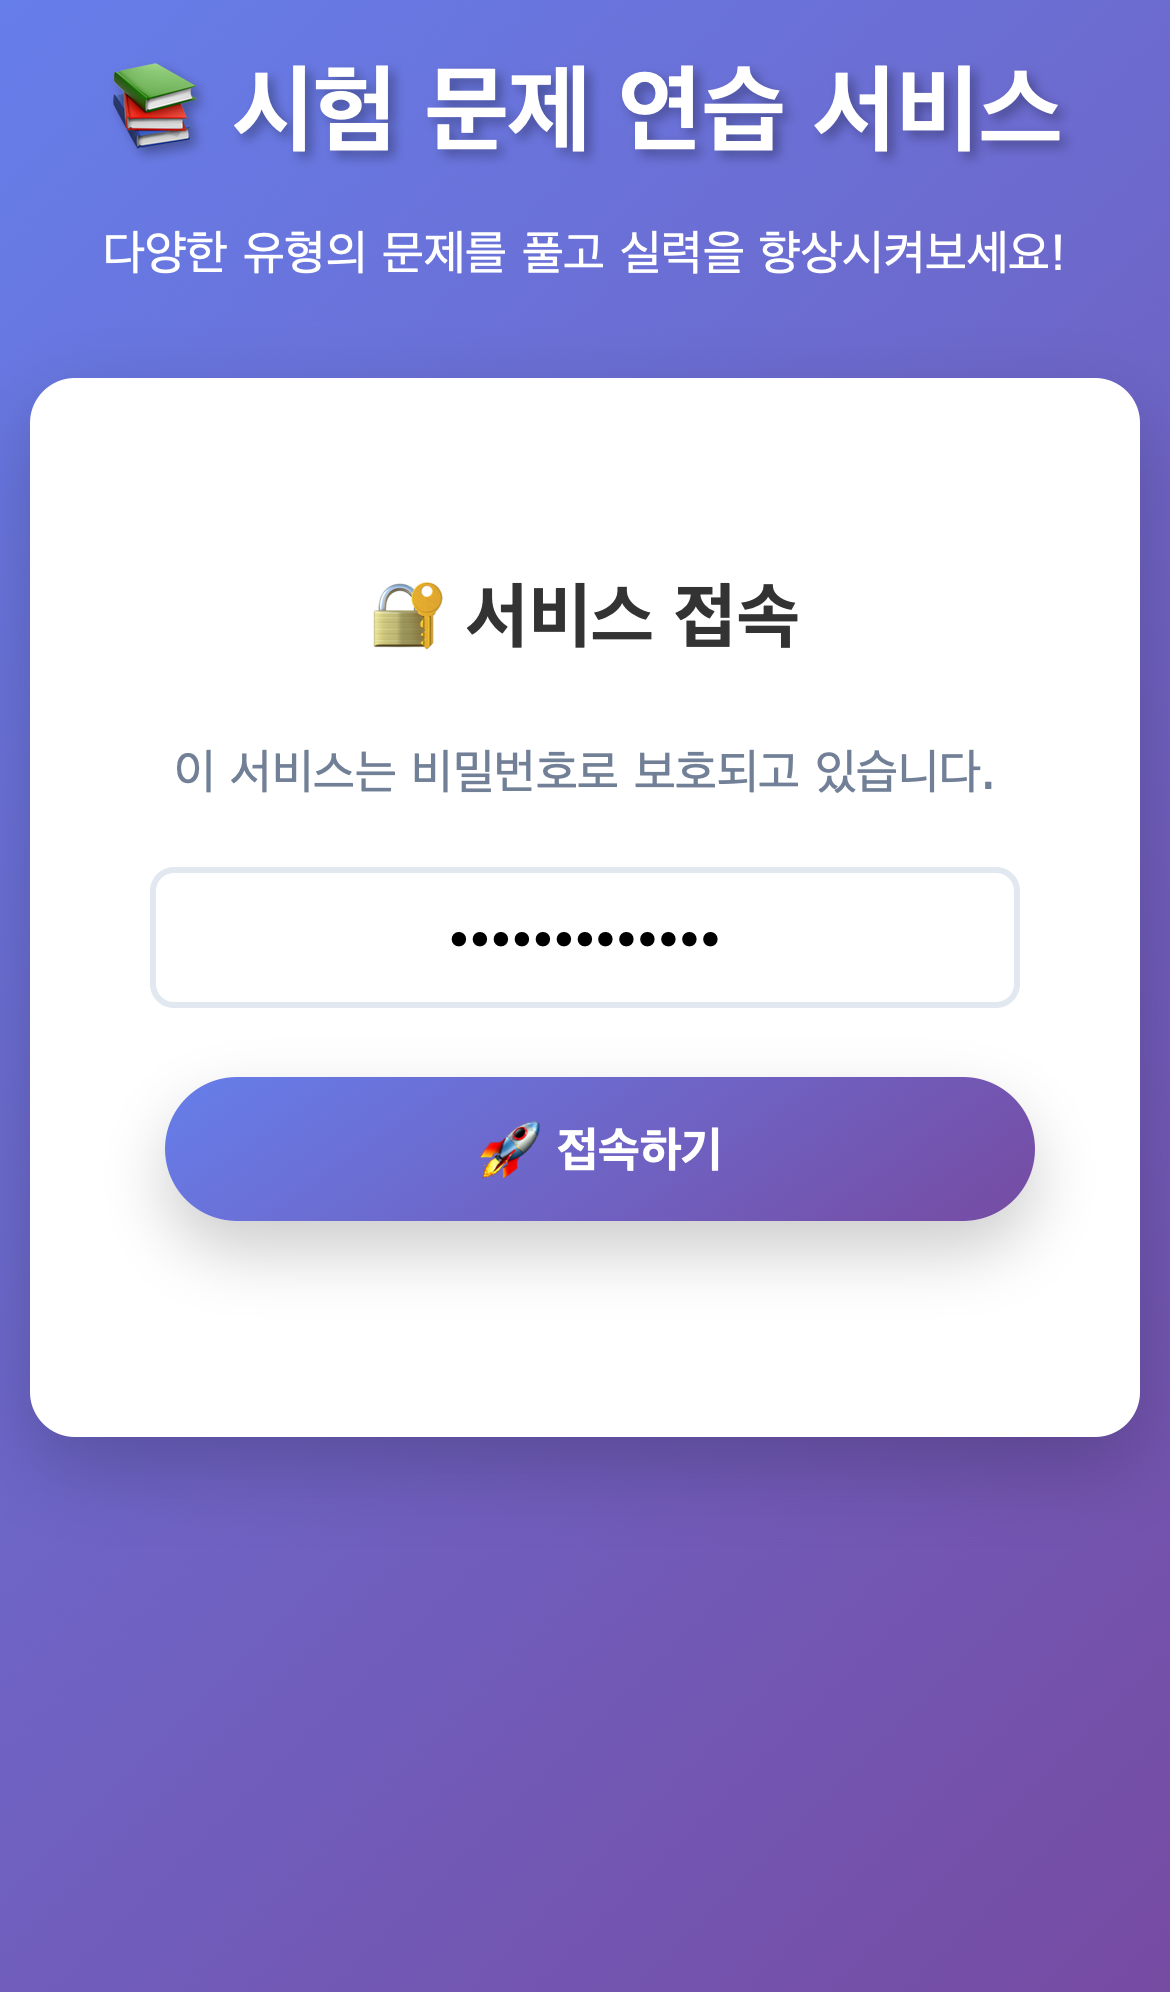 📚 시험 문제 연습 서비스
다양한 유형의 문제를 풀고 실력을 향상시켜보세요!
🔐 서비스 접속
이 서비스는 비밀번호로 보호되고 있습니다.
•••••••••••••
🚀 접속하기